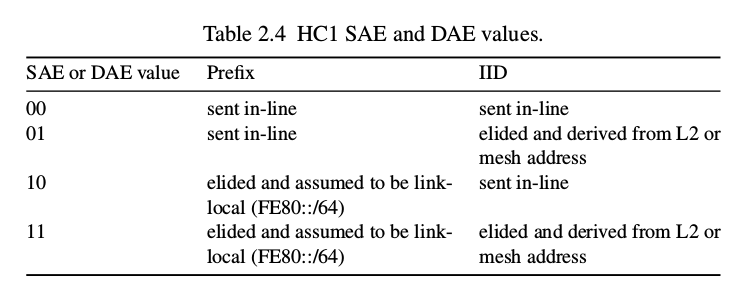 Table 2.4 HC1 SAE and DAE values.
SAE or DAE value Prefix IID
00 sent in-line sent in-line
01 sent in-line elided and derived from L2 or
mesh address
10 elided and assumed to be link- sent in-line
local (FE80::/64)
11 elided and assumed to be link- elided and derived from L2 or
local (FE80::/64) mesh address